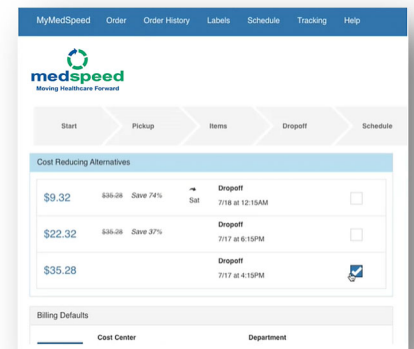 MyMedSpeed Order Order History Labels Schedule Tracking Help
medspeed
Moving Healthcare Forward
Start Pickup Items Dropoff Schedule
Cost Reducing Alternatives
$9.32 $35.28 Save 74% Sat Dropoff
7/18 at 12:15AM
$22.32 $35.28 Save 37% Dropoff
7/17 at 6:15PM
$35.28 Dropoff
7/17 at 4:15PM
Billing Defaults
Cost Center Department